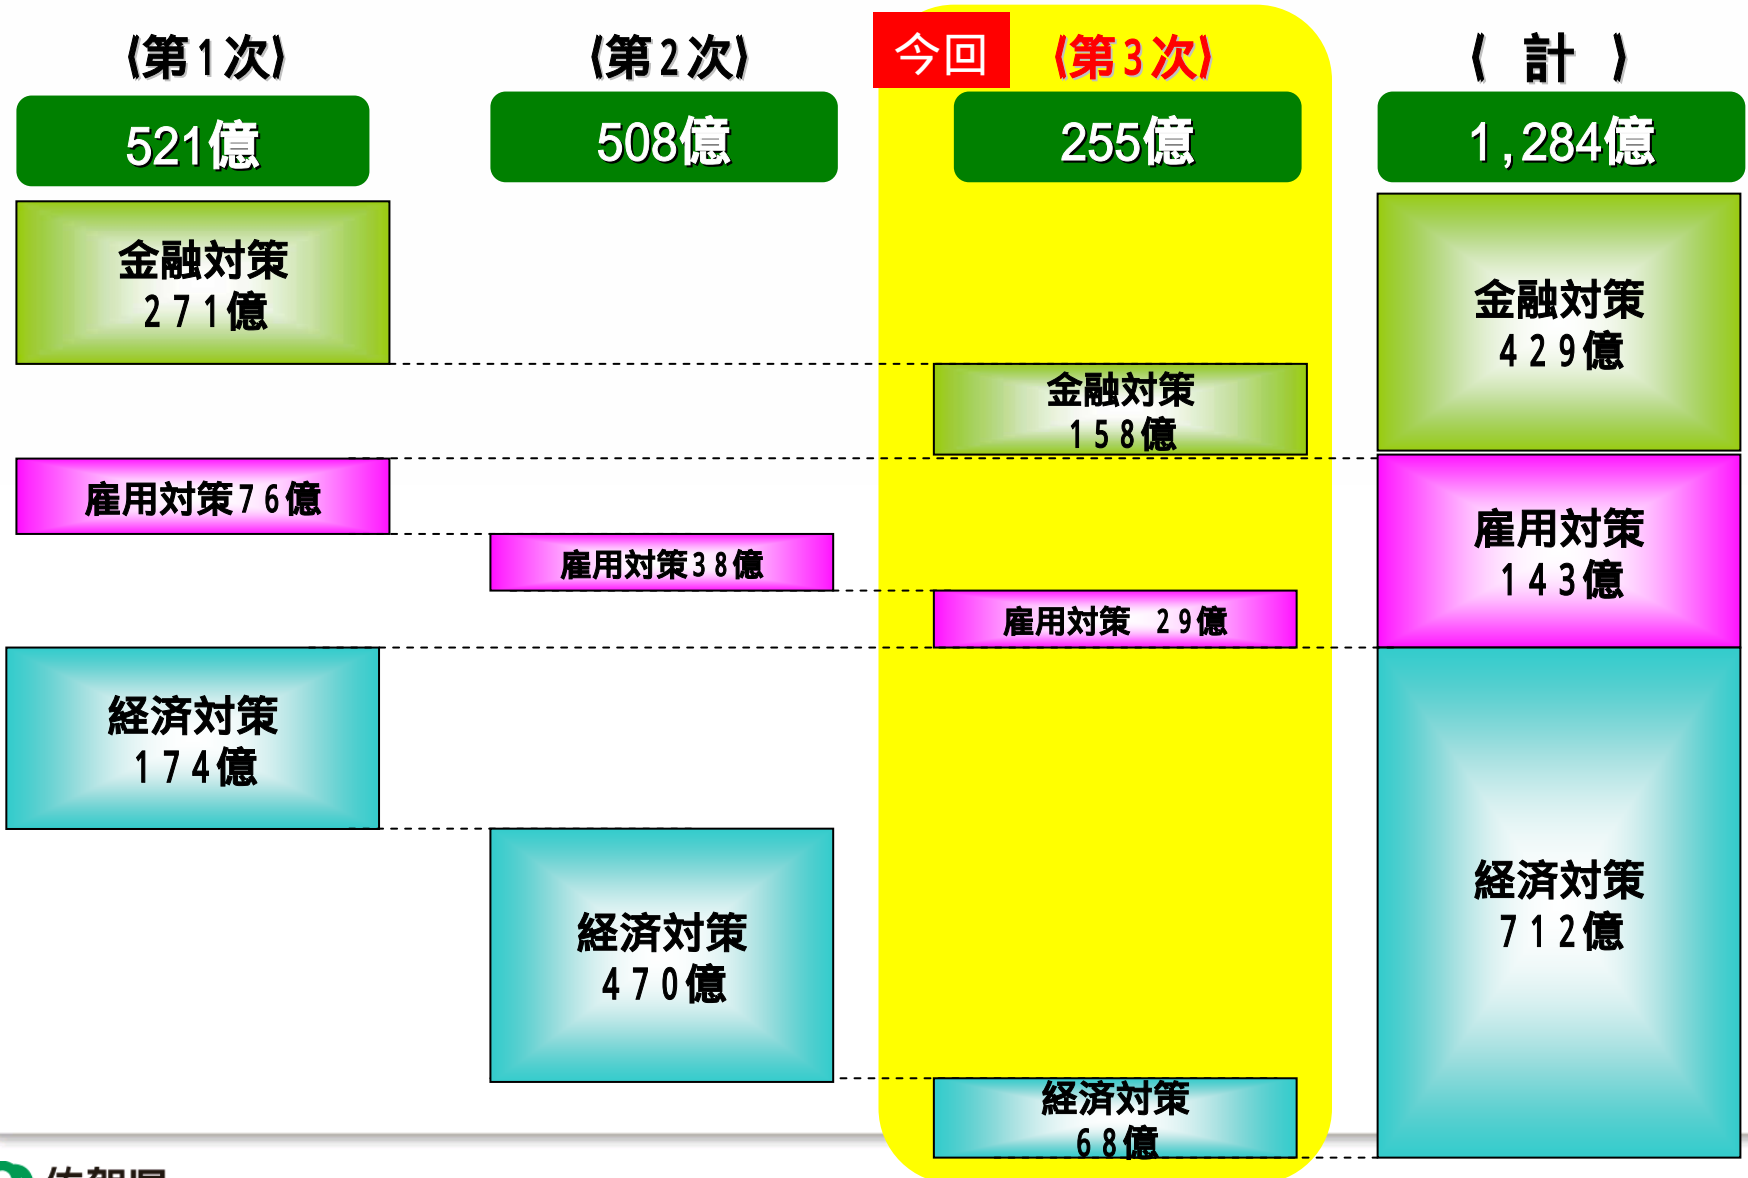 ⟨第１次⟩
521億
金融対策
２７１億
雇用対策７６億
経済対策
１７４億
⟨第２次⟩
508億
雇用対策３８億
経済対策
４７０億
今回
⟨第３次⟩
255億
金融対策
１５８億
雇用対策　２９億
経済対策
６８億
⟨　計　⟩
1,284億
金融対策
４２９億
雇用対策
１４３億
経済対策
７１２億